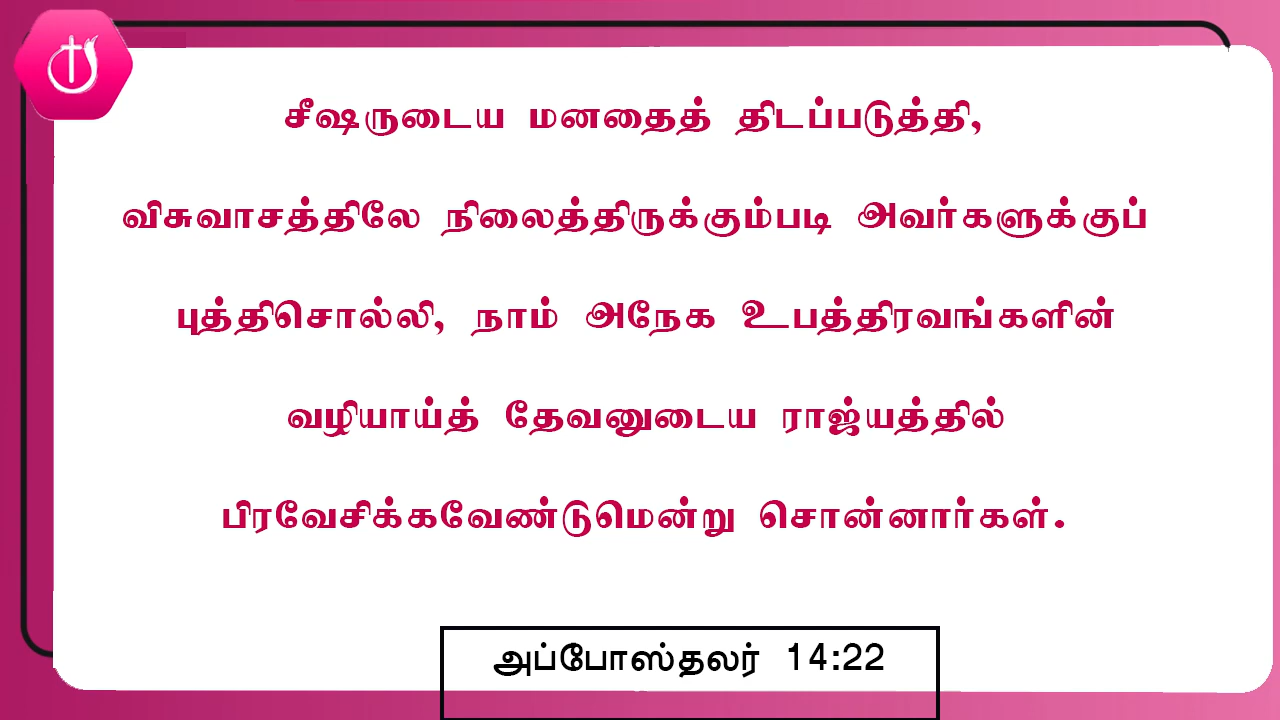 சீஷருடைய மனதைத் திடப்படுத்தி,
விசுவாசத்திலே நிலைத்திருக்கும்படி அவர்களுக்குப்
புத்திசொல்லி, நாம் அநேக உபத்திரவங்களின்
வழியாய்த் தேவனுடைய ராஜ்யத்தில்
பிரவேசிக்கவேண்டுமென்று சொன்னார்கள்.
அப்போஸ்தலர் 14:22